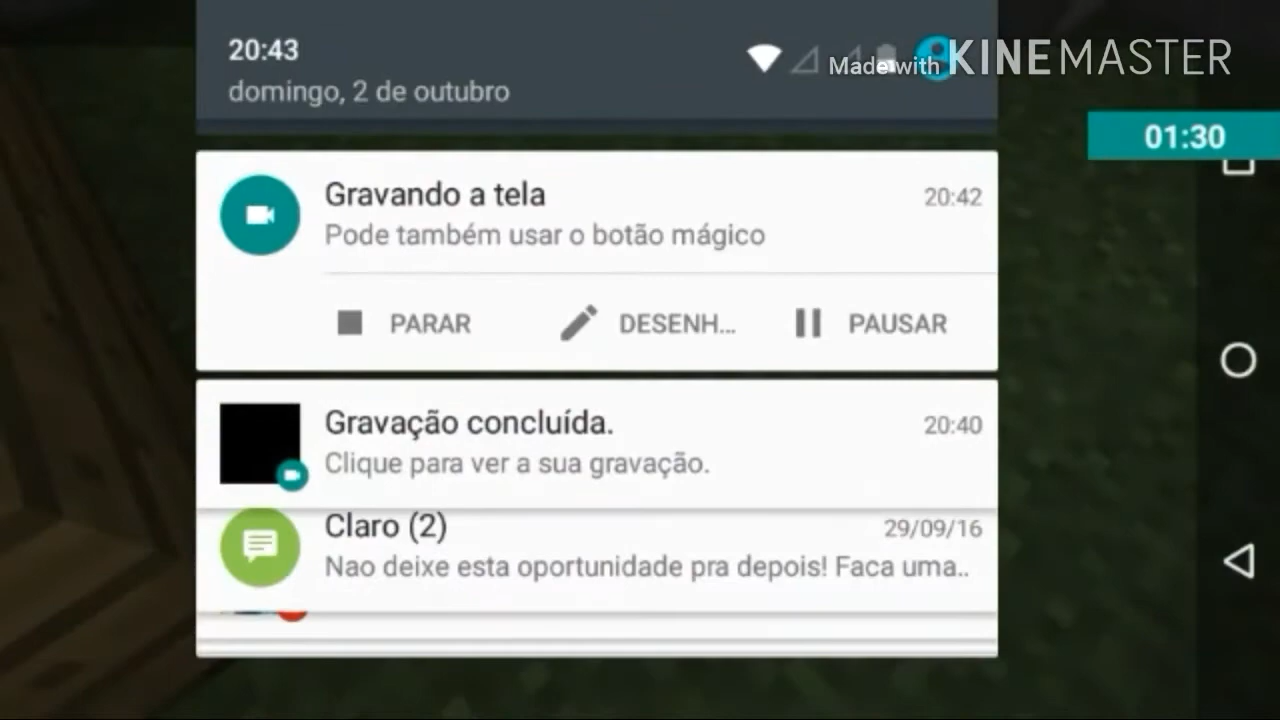 20:43
Made with KINEMASTER
domingo, 2 de outubro
01:30
Gravando a tela
20:42
Pode também usar o botão mágico
PARAR
DESENH...
PAUSAR
Gravação concluída.
20:40
Clique para ver a sua gravação.
Claro (2)
29/09/16
Nao deixe esta oportunidade pra depois! Faca uma..